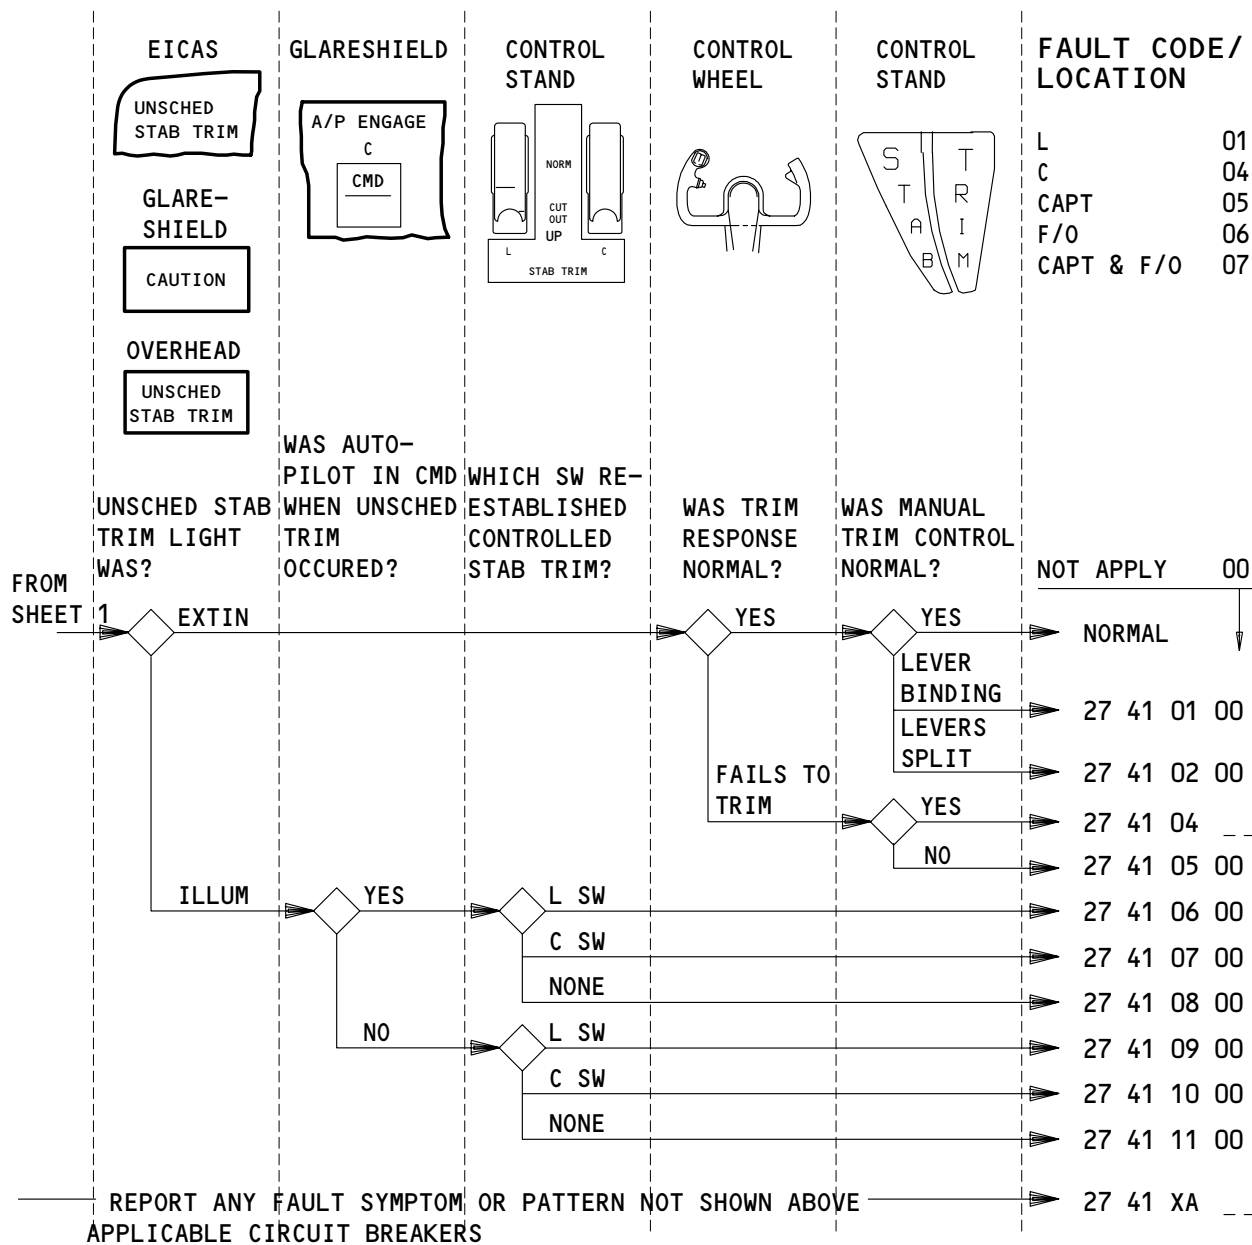 EICAS
UNSCHED
STAB TRIM
GLARE-
SHIELD
CAUTION
OVERHEAD
UNSCHED
STAB TRIM
UNSCHED STAB
TRIM LIGHT
WAS?
GLARESHIELD
A/P ENGAGE
C
CMD
WAS AUTO-
PILOT IN CMD
WHEN UNSCHED
TRIM
OCCURED?
CONTROL
STAND
NORM
CUT
OUT
UP
L C
STAB TRIM
WHICH SW RE-
ESTABLISHED
CONTROLLED
STAB TRIM?
CONTROL
WHEEL
WAS TRIM
RESPONSE
NORMAL?
CONTROL
STAND
STAB
TRIM
WAS MANUAL
TRIM CONTROL
NORMAL?
FAULT CODE/
LOCATION
L 01
C 04
CAPT 05
F/O 06
CAPT & F/O 07
NOT APPLY 00
FROM
SHEET 1
EXTIN
YES
YES
NORMAL
LEVER
BINDING
27 41 01 00
LEVERS
SPLIT
27 41 02 00
FAILS TO
TRIM
YES
27 41 04 _ _
NO
27 41 05 00
ILLUM
YES
L SW
27 41 06 00
C SW
27 41 07 00
NONE
27 41 08 00
NO
L SW
27 41 09 00
C SW
27 41 10 00
NONE
27 41 11 00
REPORT ANY FAULT SYMPTOM OR PATTERN NOT SHOWN ABOVE
27 41 XA _ _
APPLICABLE CIRCUIT BREAKERS